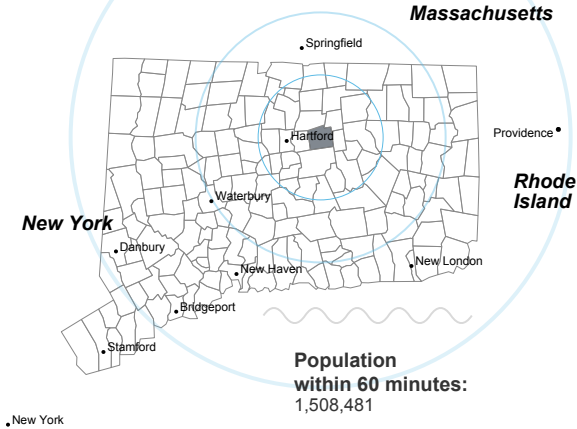 Massachusetts
Springfield
Hartford
Providence
Rhode
Island
Waterbury
New York
Danbury
New London
New Haven
Bridgeport
Stamford
Population
within 60 minutes:
1,508,481
New York